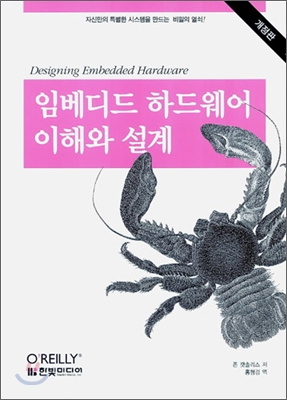 자신만의 특별한 시스템을 만드는 비밀의 열쇠!
개정판
Designing Embedded Hardware
임베디드 하드웨어
이해와 설계
존 캣솔리스 저
홍형경 역
O'REILLY®
한빛미디어